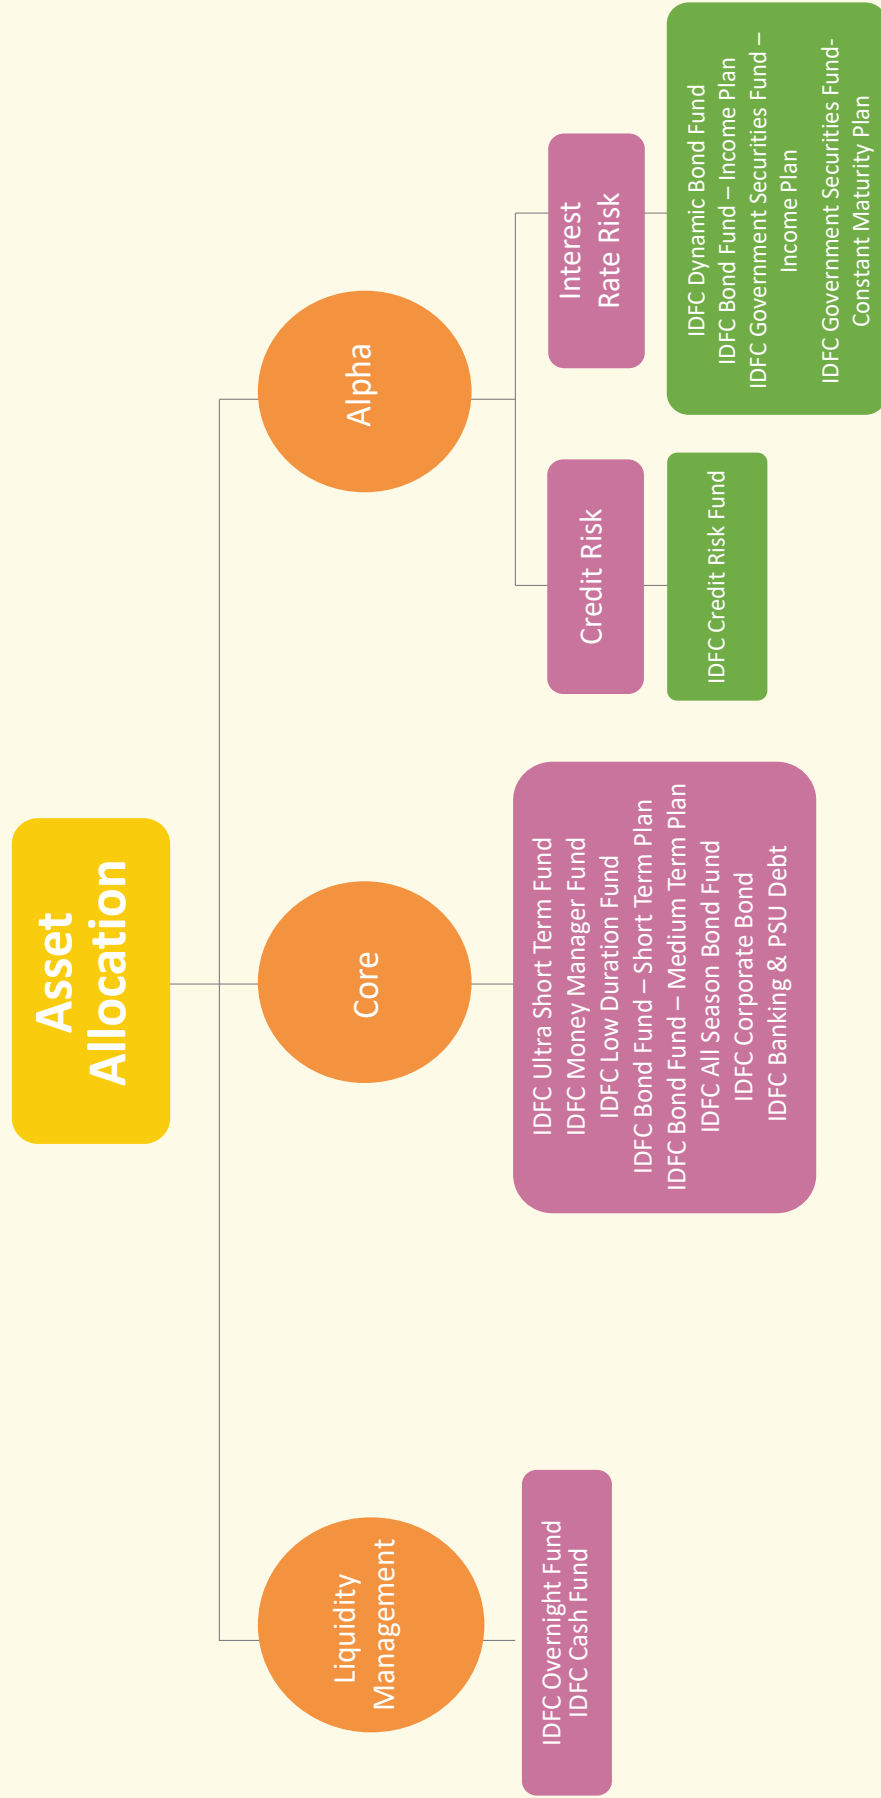 Asset
Allocation
Liquidity
Management
Core
Alpha
IDFC Overnight Fund
IDFC Cash Fund
IDFC Ultra Short Term Fund
IDFC Money Manager Fund
IDFC Low Duration Fund
IDFC Bond Fund – Short Term Plan
IDFC Bond Fund – Medium Term Plan
IDFC All Season Bond Fund
IDFC Corporate Bond
IDFC Banking & PSU Debt
Credit Risk
Interest
Rate Risk
IDFC Credit Risk Fund
IDFC Dynamic Bond Fund
IDFC Bond Fund – Income Plan
IDFC Government Securities Fund –
Income Plan
IDFC Government Securities Fund-
Constant Maturity Plan